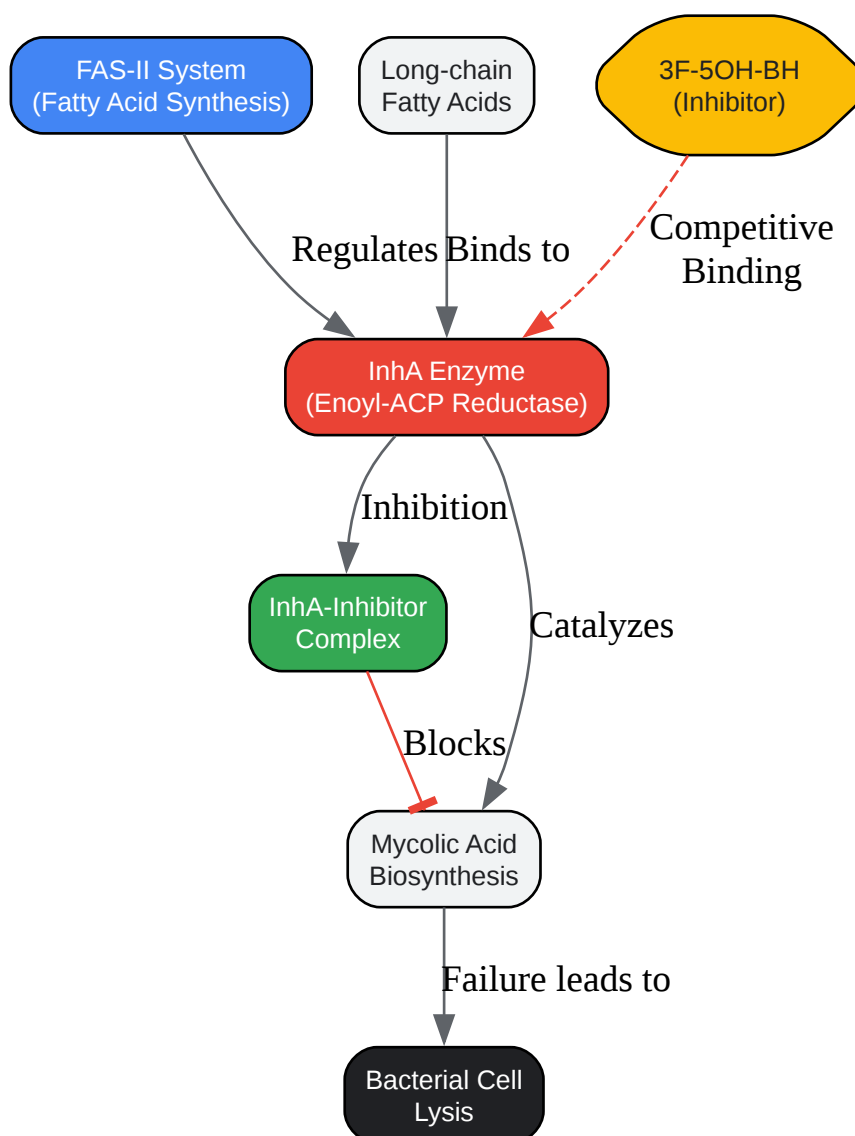 FAS-II System
(Fatty Acid Synthesis)
Long-chain
Fatty Acids
3F-5OH-BH
(Inhibitor)
Regulates
Binds to
Competitive
Binding
InhA Enzyme
(Enoyl-ACP Reductase)
Inhibition
InhA-Inhibitor
Complex
Catalyzes
Blocks
Mycolic Acid
Biosynthesis
Failure leads to
Bacterial Cell
Lysis